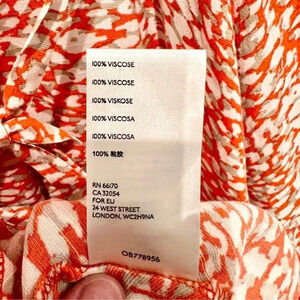 100% VISCOSE
100% VISCOSE
100% VISKOSE
100% VISCOSA
100% VISCOSA
100% 粘胶
RN 66170
CA 32054
FOR EU
24 WEST STREET
LONDON, WC2H9NA
OB778956